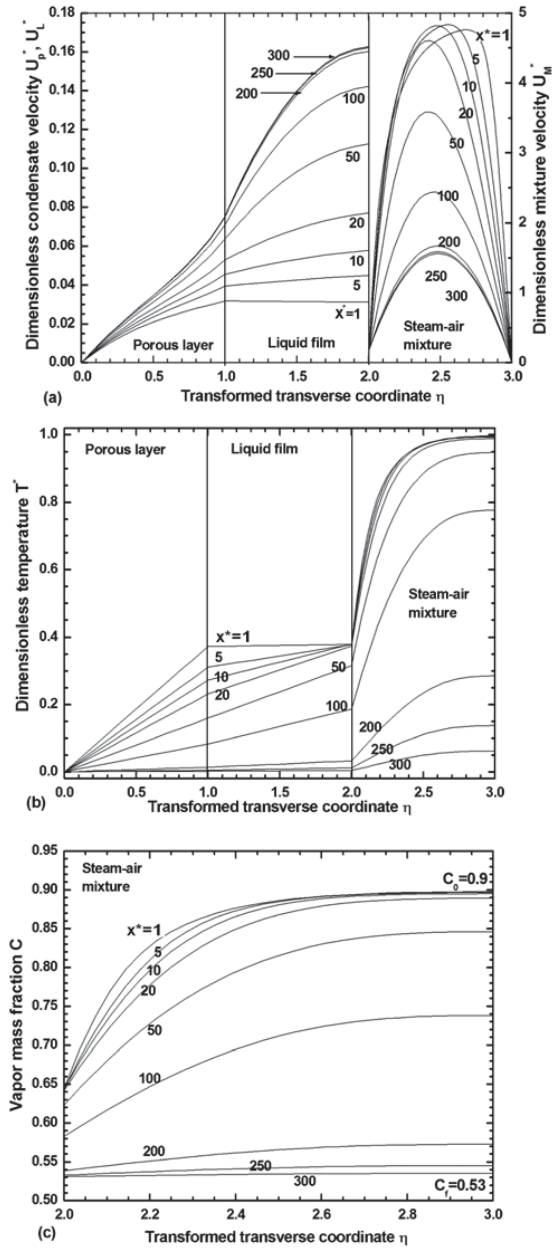 Dimensionless condensate velocity U*P, U*L
0.18
0.16
0.14
0.12
0.10
0.08
0.06
0.04
0.02
0.00
300
250
200
100
50
20
10
5
x*=1
x*=1
5
10
20
50
100
200
250
300
5
4
3
2
1
0
Dimensionless mixture velocity U*M
Porous layer
Liquid film
Steam-air
mixture
0.0 0.5 1.0 1.5 2.0 2.5 3.0
(a) Transformed transverse coordinate η
Dimensionless temperature T*
1.0
0.8
0.6
0.4
0.2
0.0
Porous layer
Liquid film
Steam-air
mixture
x*=1
5
10
20
50
100
200
250
300
0.0 0.5 1.0 1.5 2.0 2.5 3.0
(b) Transformed transverse coordinate η
Vapor mass fraction C
0.95
0.90
0.85
0.80
0.75
0.70
0.65
0.60
0.55
0.50
Steam-air
mixture
C0=0.9
x*=1
5
10
20
50
100
200
250
300
Cf=0.53
2.0 2.2 2.4 2.6 2.8 3.0
(c) Transformed transverse coordinate η